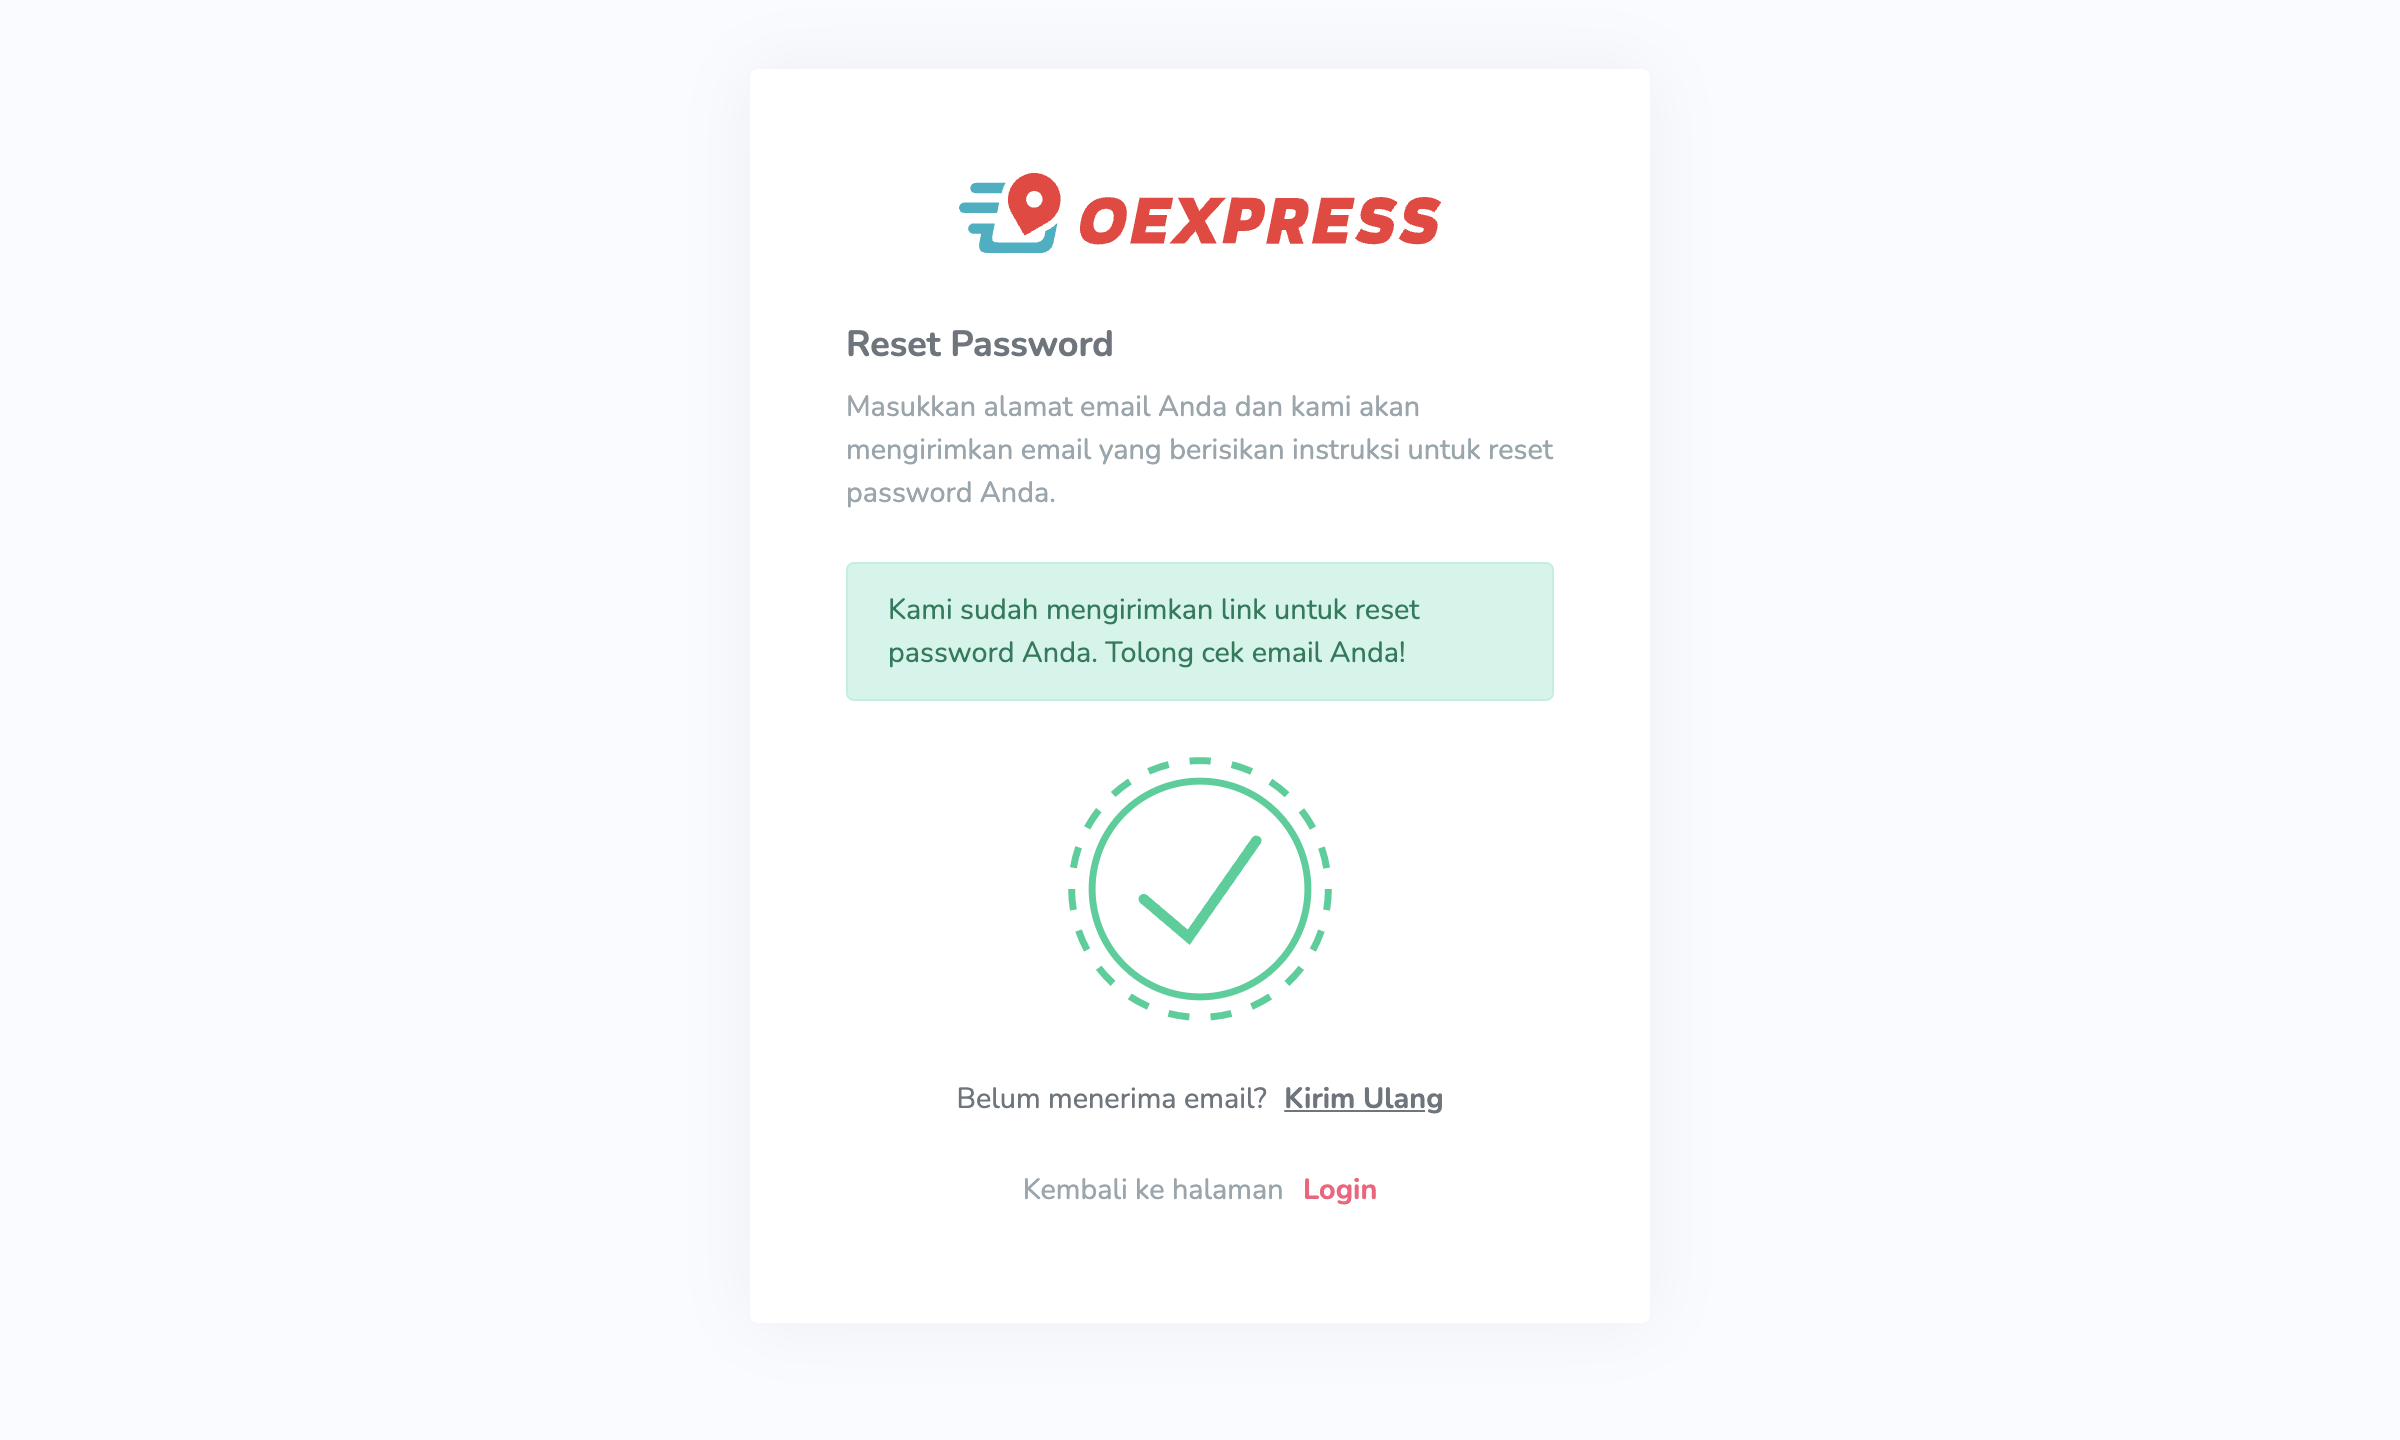 OEXPRESS
Reset Password
Masukkan alamat email Anda dan kami akan
mengirimkan email yang berisikan instruksi untuk reset
password Anda.
Kami sudah mengirimkan link untuk reset
password Anda. Tolong cek email Anda!
Belum menerima email? Kirim Ulang
Kembali ke halaman Login